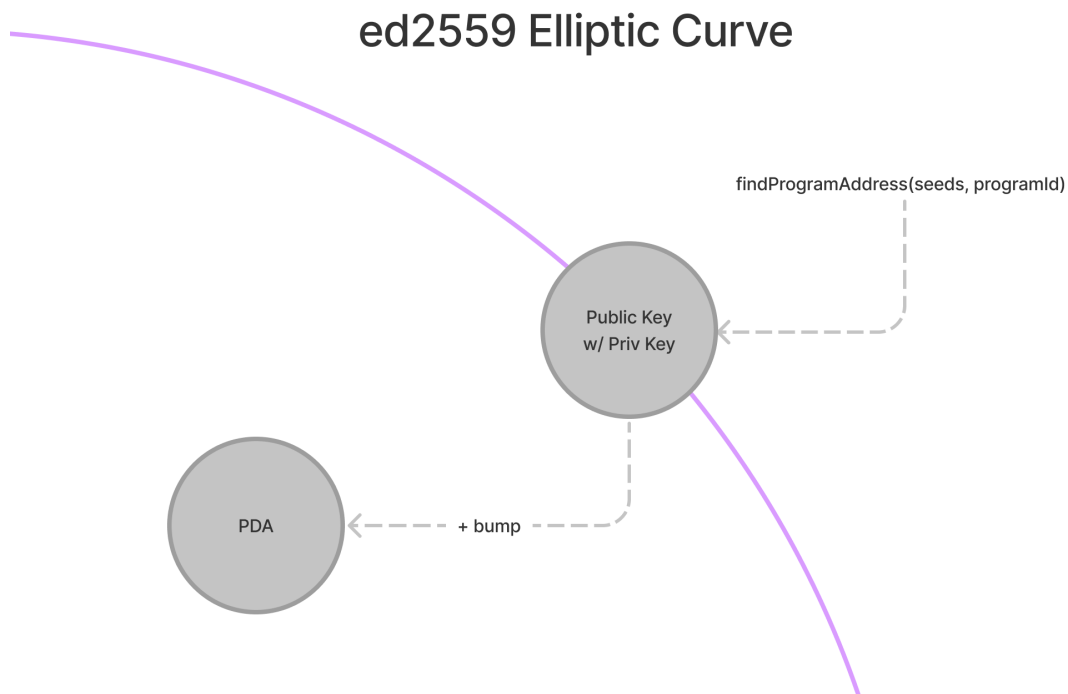 ed2559 Elliptic Curve
findProgramAddress(seeds, programId)
Public Key
w/ Priv Key
PDA
+ bump